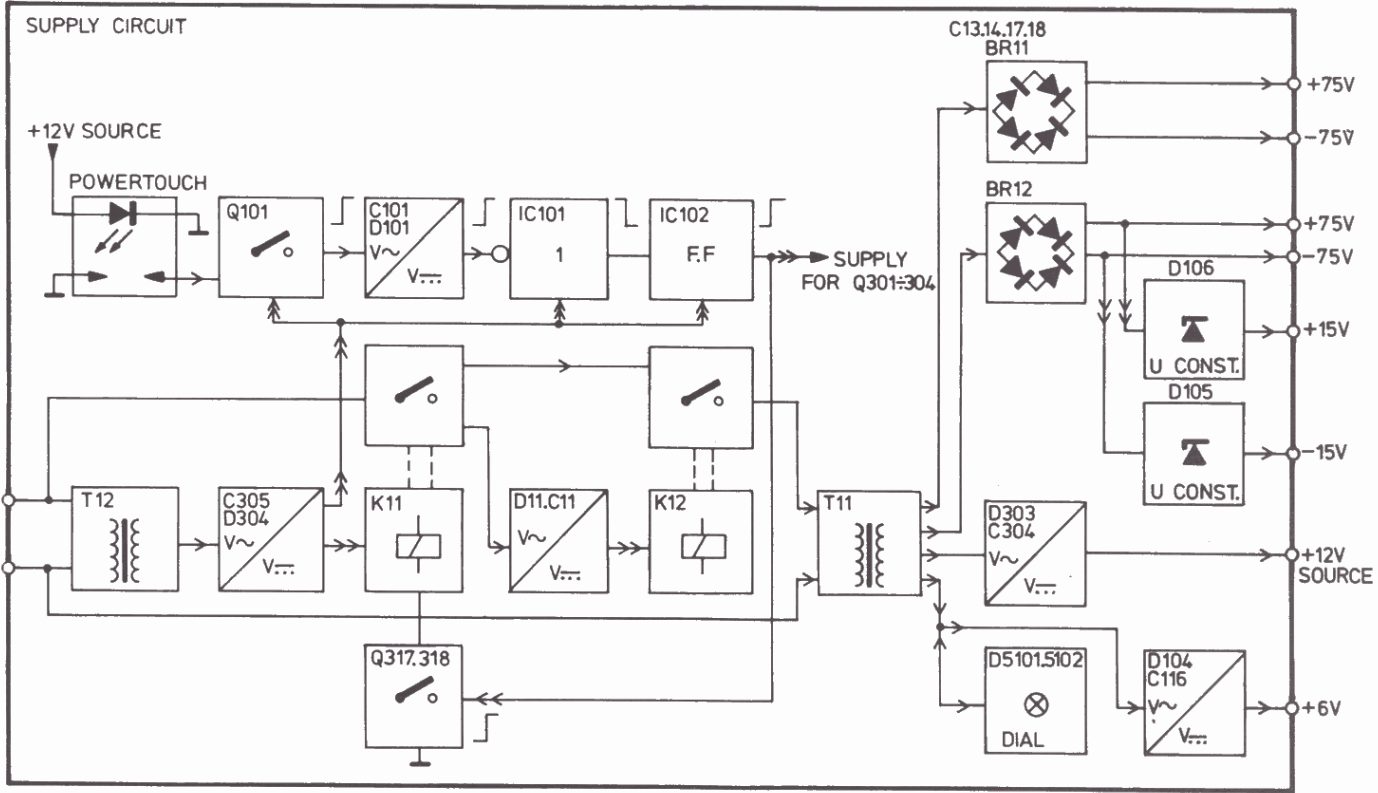 SUPPLY CIRCUIT
C13.14.17.18
BR11
+75V
-75V
+12V SOURCE
POWERTOUCH
Q101
C101
D101
V~
V⎓
IC101
1
IC102
F.F
SUPPLY
FOR Q301÷304
BR12
+75V
-75V
D106
U CONST.
+15V
D105
U CONST.
-15V
T12
C305
D304
V~
V⎓
K11
D11.C11
V~
V⎓
K12
T11
D303
C304
V~
V⎓
+12V
SOURCE
Q317.318
D5101.5102
DIAL
D104
C116
V~
V⎓
+6V